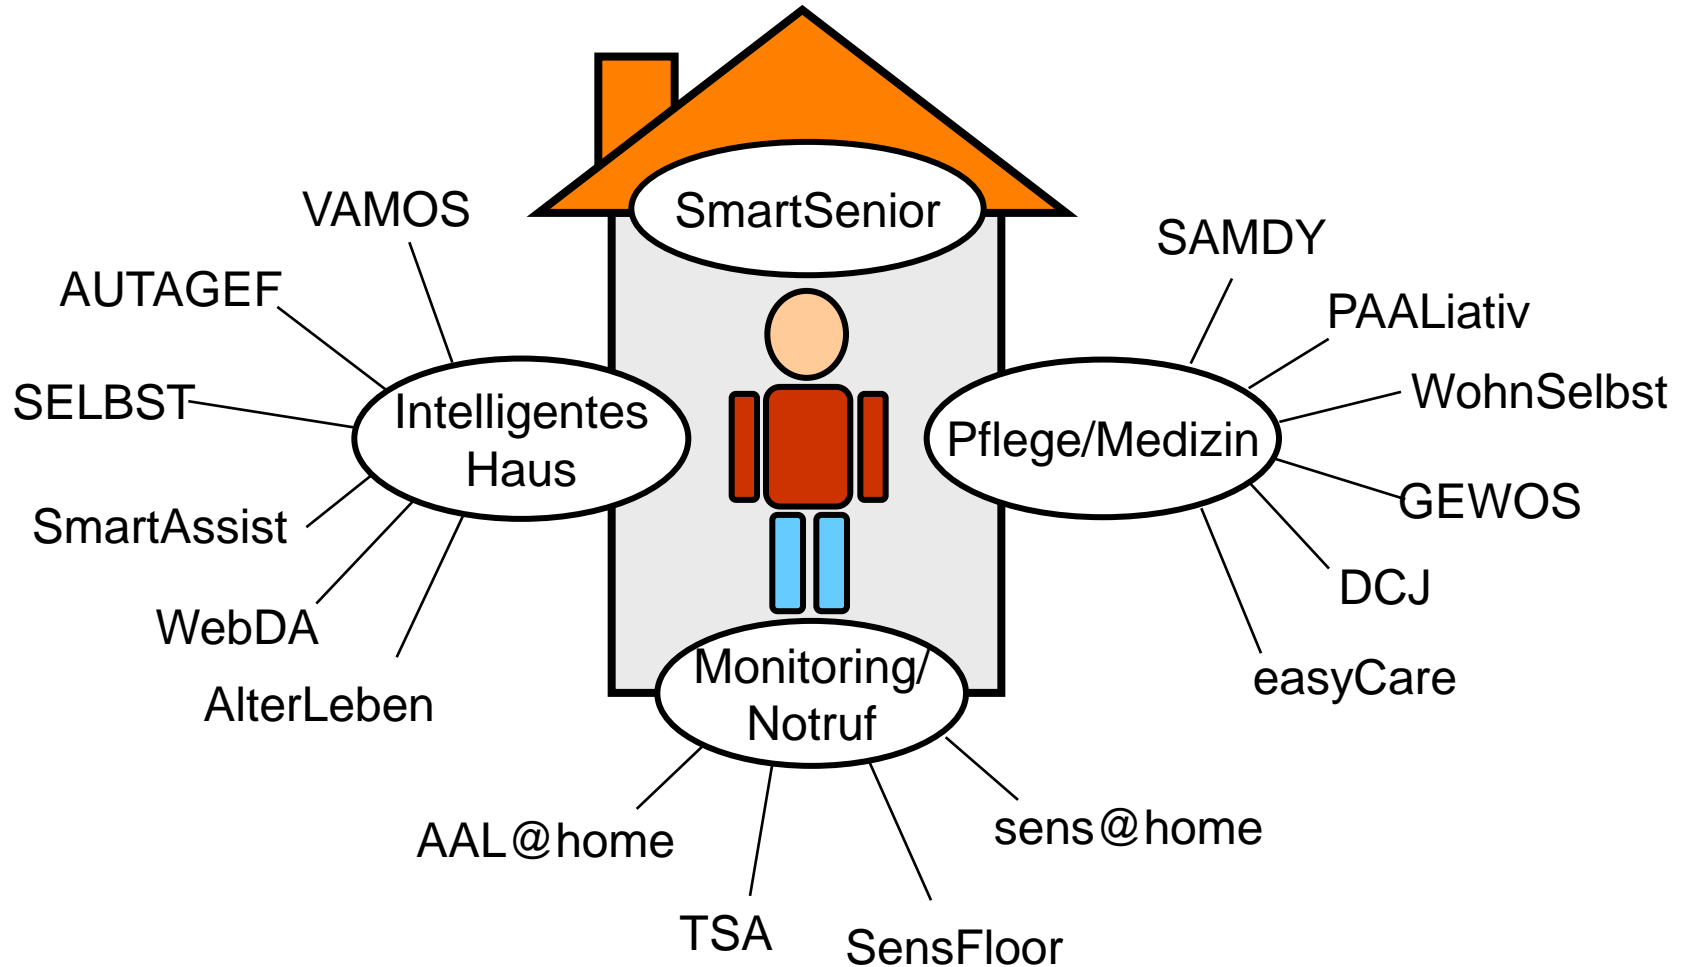 SmartSenior
VAMOS
AUTAGEF
SELBST
Intelligentes
Haus
SmartAssist
WebDA
AlterLeben
SAMDY
PAALiativ
WohnSelbst
Pflege/Medizin
GEWOS
DCJ
easyCare
Monitoring/
Notruf
AAL@home
TSA
SensFloor
sens@home